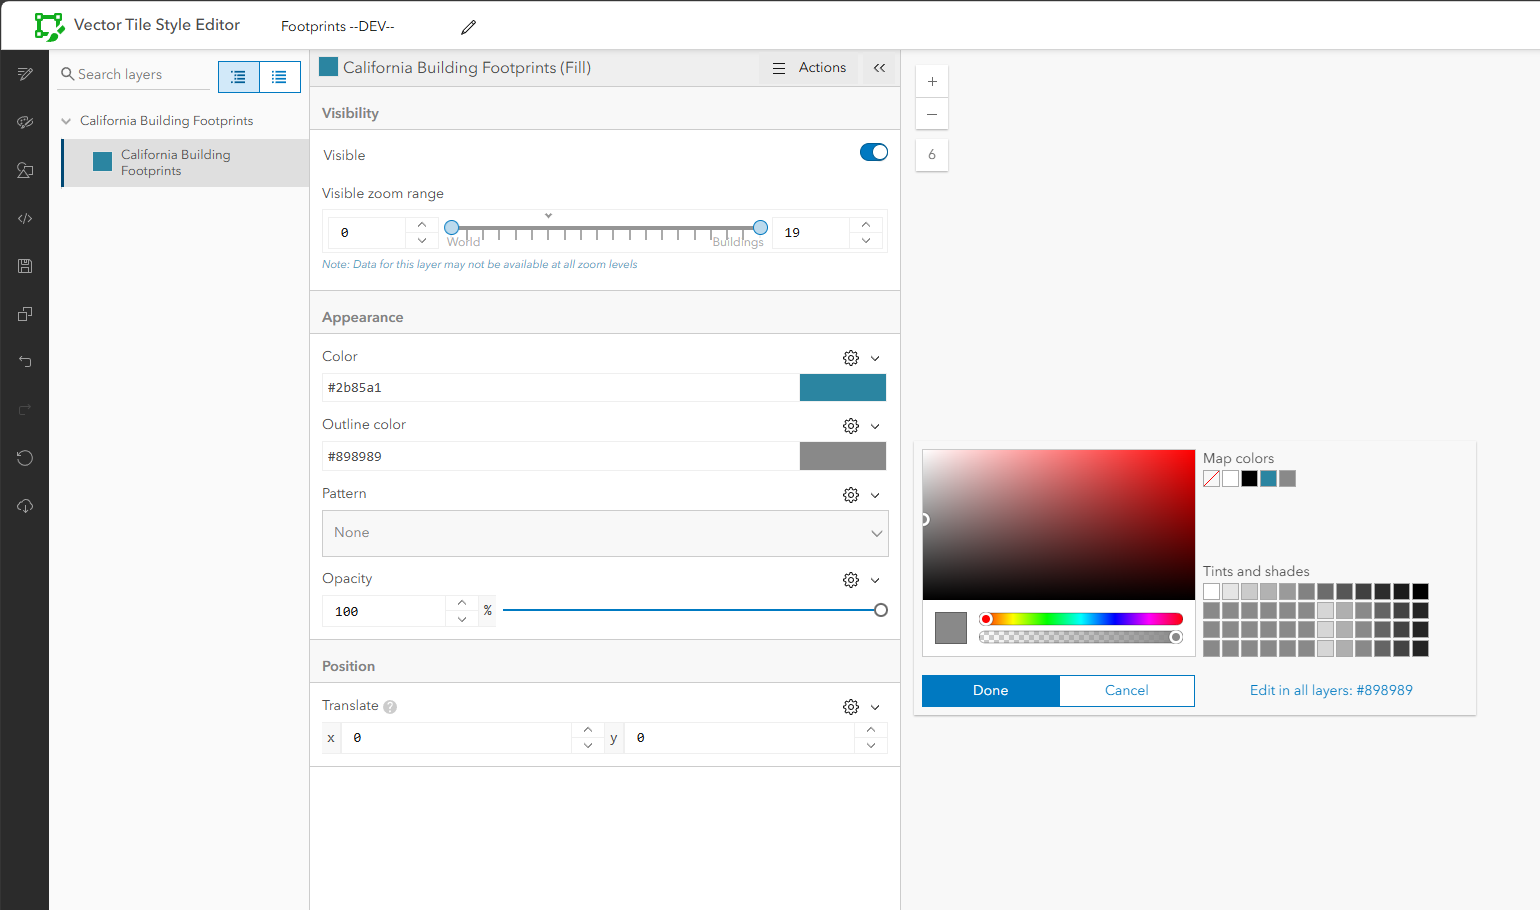 Vector Tile Style Editor
Footprints --DEV--
Search layers
California Building Footprints
California Building
Footprints
California Building Footprints (Fill)
Actions
Visibility
Visible
Visible zoom range
0
World
Buildings
19
Note: Data for this layer may not be available at all zoom levels
Appearance
Color
#2b85a1
Outline color
#898989
Pattern
None
Opacity
100
%
Position
Translate ?
x
0
y
0
+
−
6
Map colors
Tints and shades
Done
Cancel
Edit in all layers: #898989